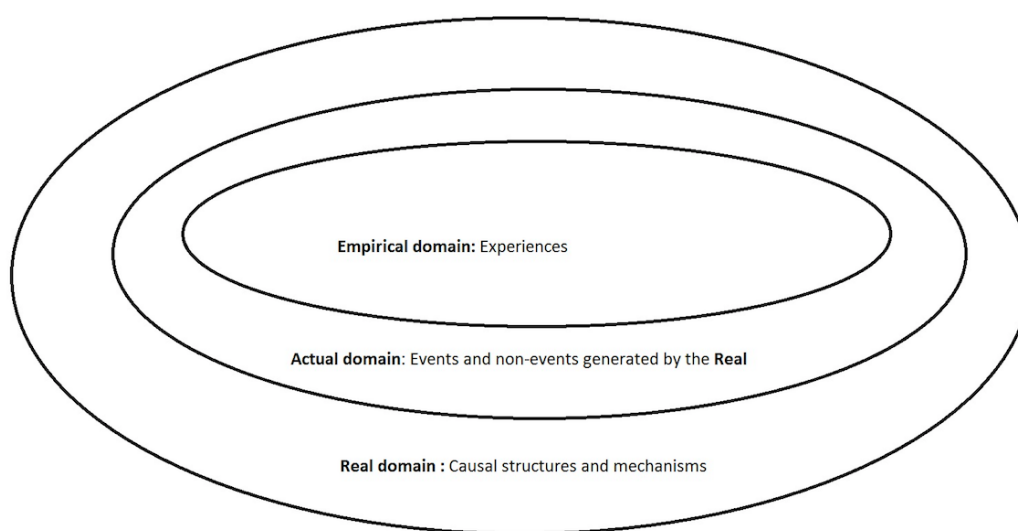 Empirical domain: Experiences
Actual domain: Events and non-events generated by the Real
Real domain : Causal structures and mechanisms